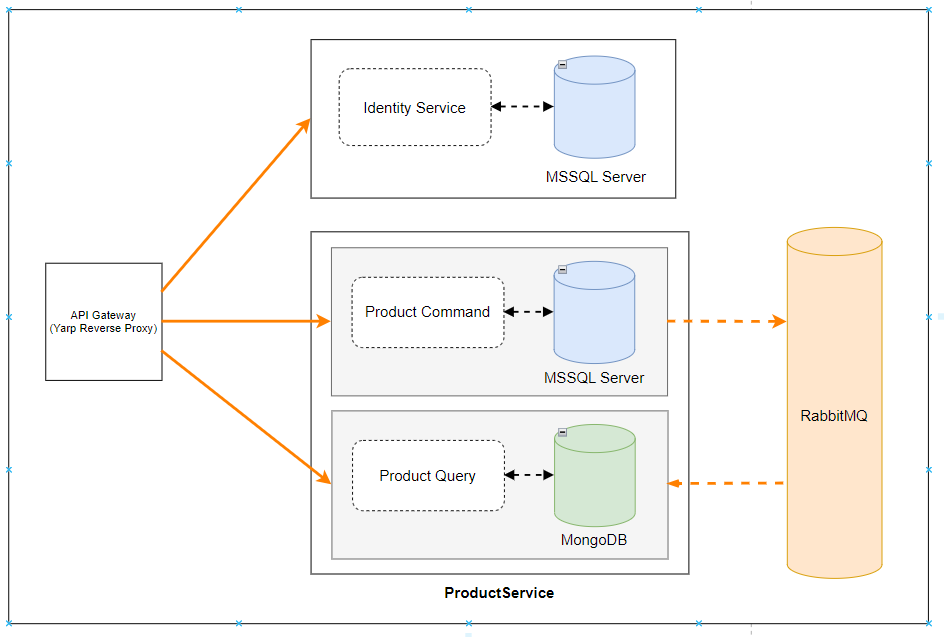 Identity Service
MSSQL Server
API Gateway
(Yarp Reverse Proxy)
Product Command
MSSQL Server
RabbitMQ
Product Query
MongoDB
ProductService